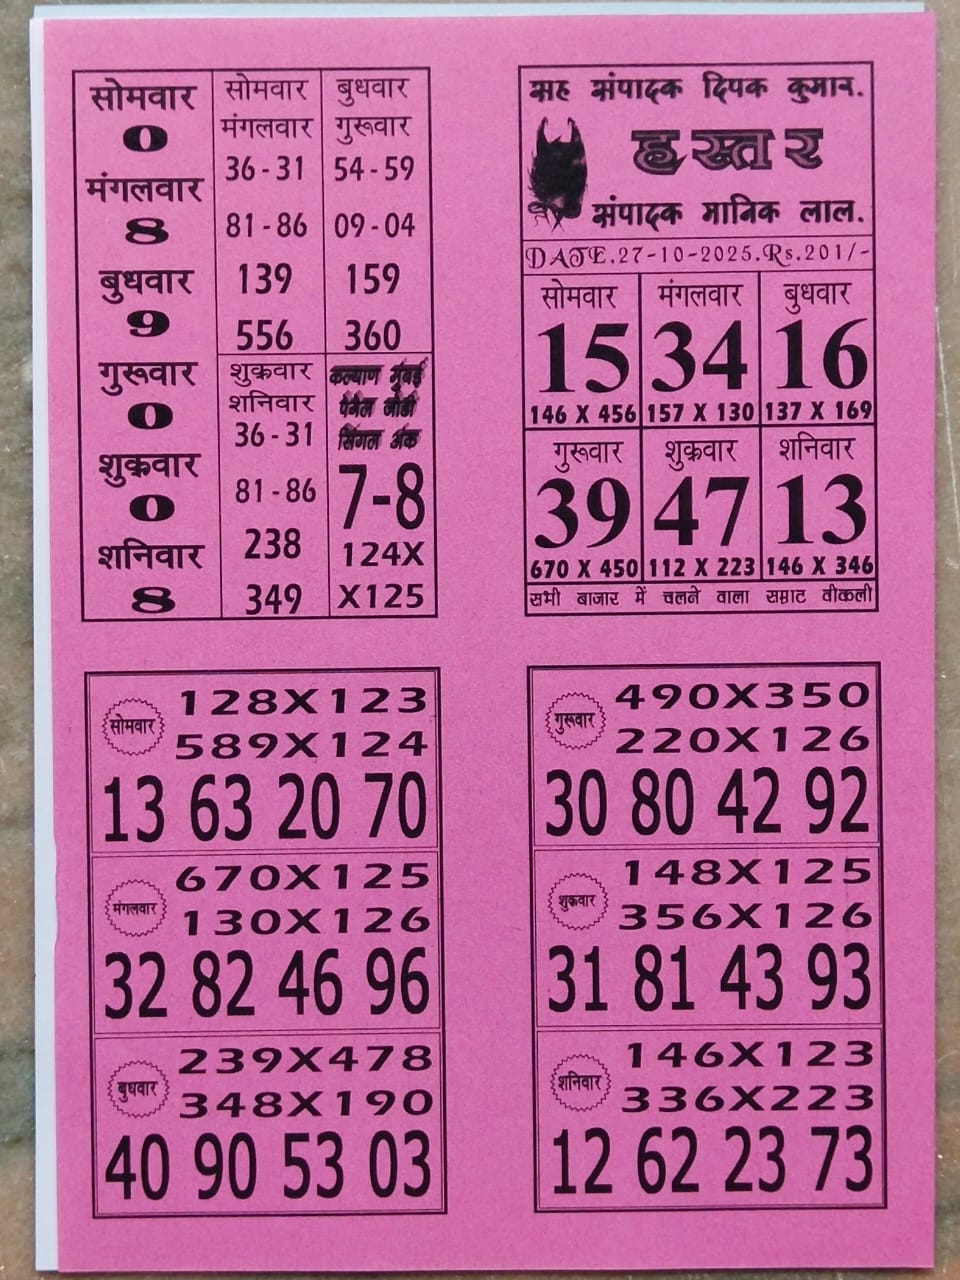 सोमवार
0
मंगलवार
8
बुधवार
9
गुरूवार
0
शुक्रवार
0
शनिवार
8
सोमवार
मंगलवार
36-31
81-86
139
556
बुधवार
गुरूवार
54-59
09-04
159
360
शुक्रवार
शनिवार
36-31
81-86
238
349
कल्याण मुंबई
पॅनल जोडी
सिंगल अंक
7-8
124X
X125
सह संपादक दिपक कुमार.
हस्तर
संपादक मानिक लाल.
DATE.27-10-2025.Rs.201/-
सोमवार मंगलवार बुधवार
15 34 16
146 X 456 157 X 130 137 X 169
गुरूवार शुक्रवार शनिवार
39 47 13
670 X 450 112 X 223 146 X 346
सभी बाजार में चलने वाला सम्राट वीकली
सोमवार
128X123
589X124
13 63 20 70
मंगलवार
670X125
130X126
32 82 46 96
बुधवार
239X478
348X190
40 90 53 03
गुरूवार
490X350
220X126
30 80 42 92
शुक्रवार
148X125
356X126
31 81 43 93
शनिवार
146X123
336X223
12 62 23 73